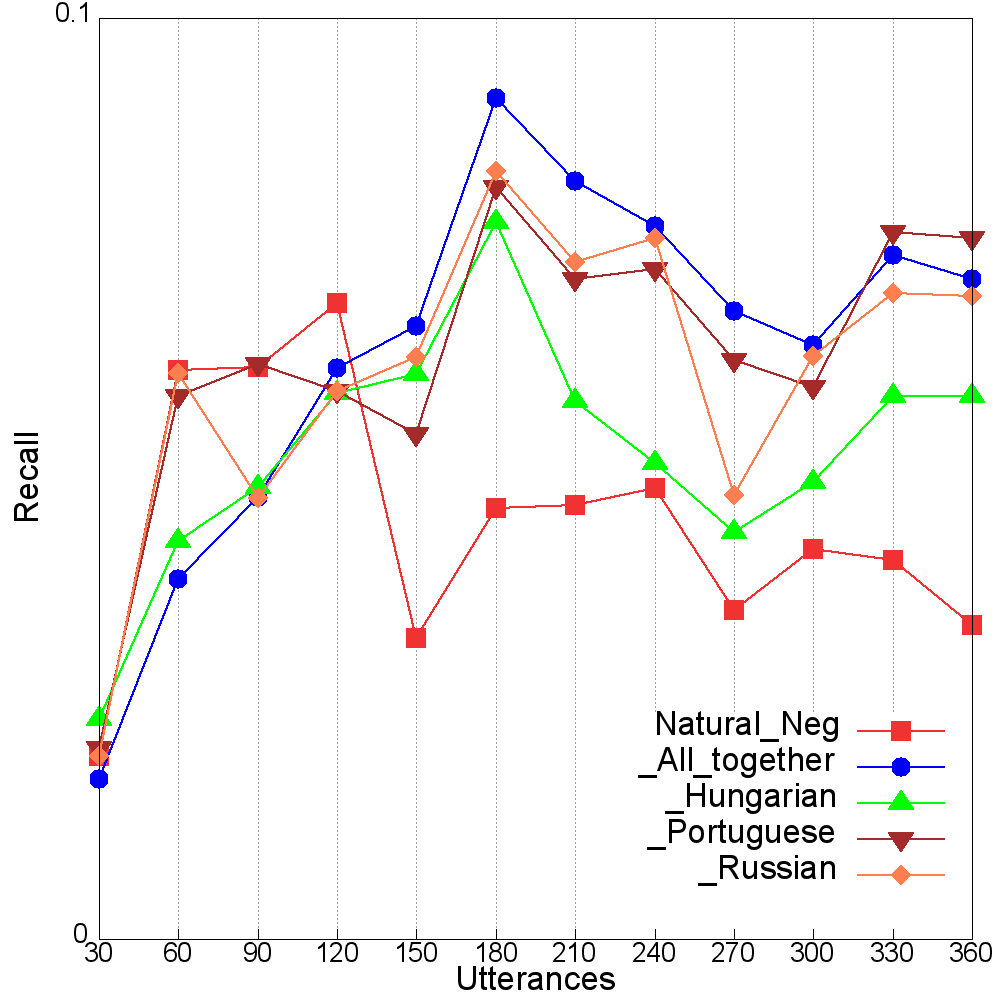 0.1
Recall
Natural_Neg
_All_together
_Hungarian
_Portuguese
_Russian
0
30 60 90 120 150 180 210 240 270 300 330 360
Utterances